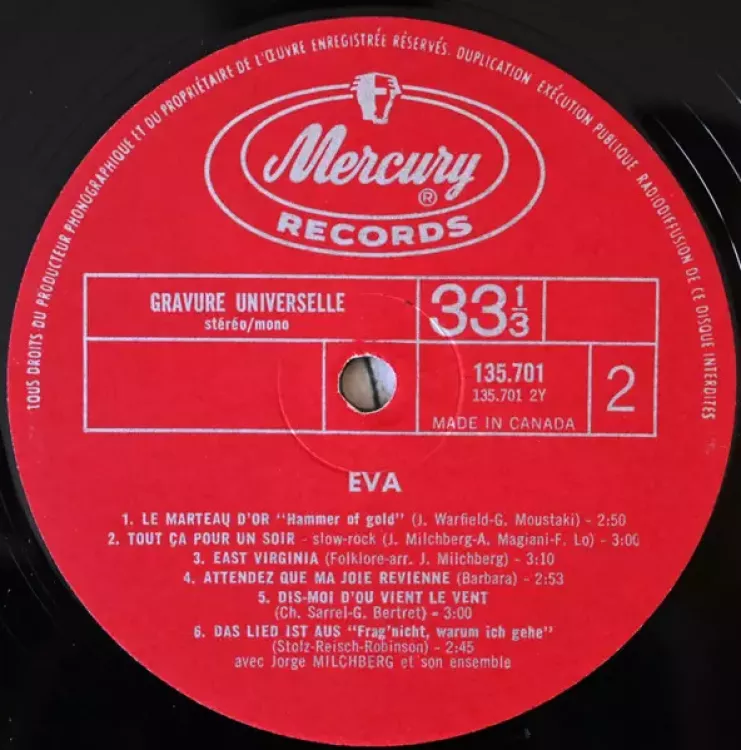 TOUS DROITS DU PRODUCTEUR PHONOGRAPHIQUE ET DU PROPRIÉTAIRE DE L'ŒUVRE ENREGISTRÉE RÉSERVÉS. DUPLICATION EXÉCUTION PUBLIQUE RADIODIFFUSION DE CE DISQUE INTERDITES
Mercury ®
RECORDS
GRAVURE UNIVERSELLE
stéréo/mono
33 1/3
135.701
135.701 2Y
2
MADE IN CANADA
EVA
1. LE MARTEAU D'OR "Hammer of gold" (J. Warfield-G. Moustaki) - 2:50
2. TOUT ÇA POUR UN SOIR - slow-rock (J. Milchberg-A. Magiani-F. Lo) - 3:00
3. EAST VIRGINIA (Folklore-arr. J. Milchberg) - 3:10
4. ATTENDEZ QUE MA JOIE REVIENNE (Barbara) - 2:53
5. DIS-MOI D'OU VIENT LE VENT
(Ch. Sarrel-G. Bertret) - 3:00
6. DAS LIED IST AUS "Frag'nicht, warum ich gehe"
(Stolz-Reisch-Robinson) - 2:45
avec Jorge MILCHBERG et son ensemble